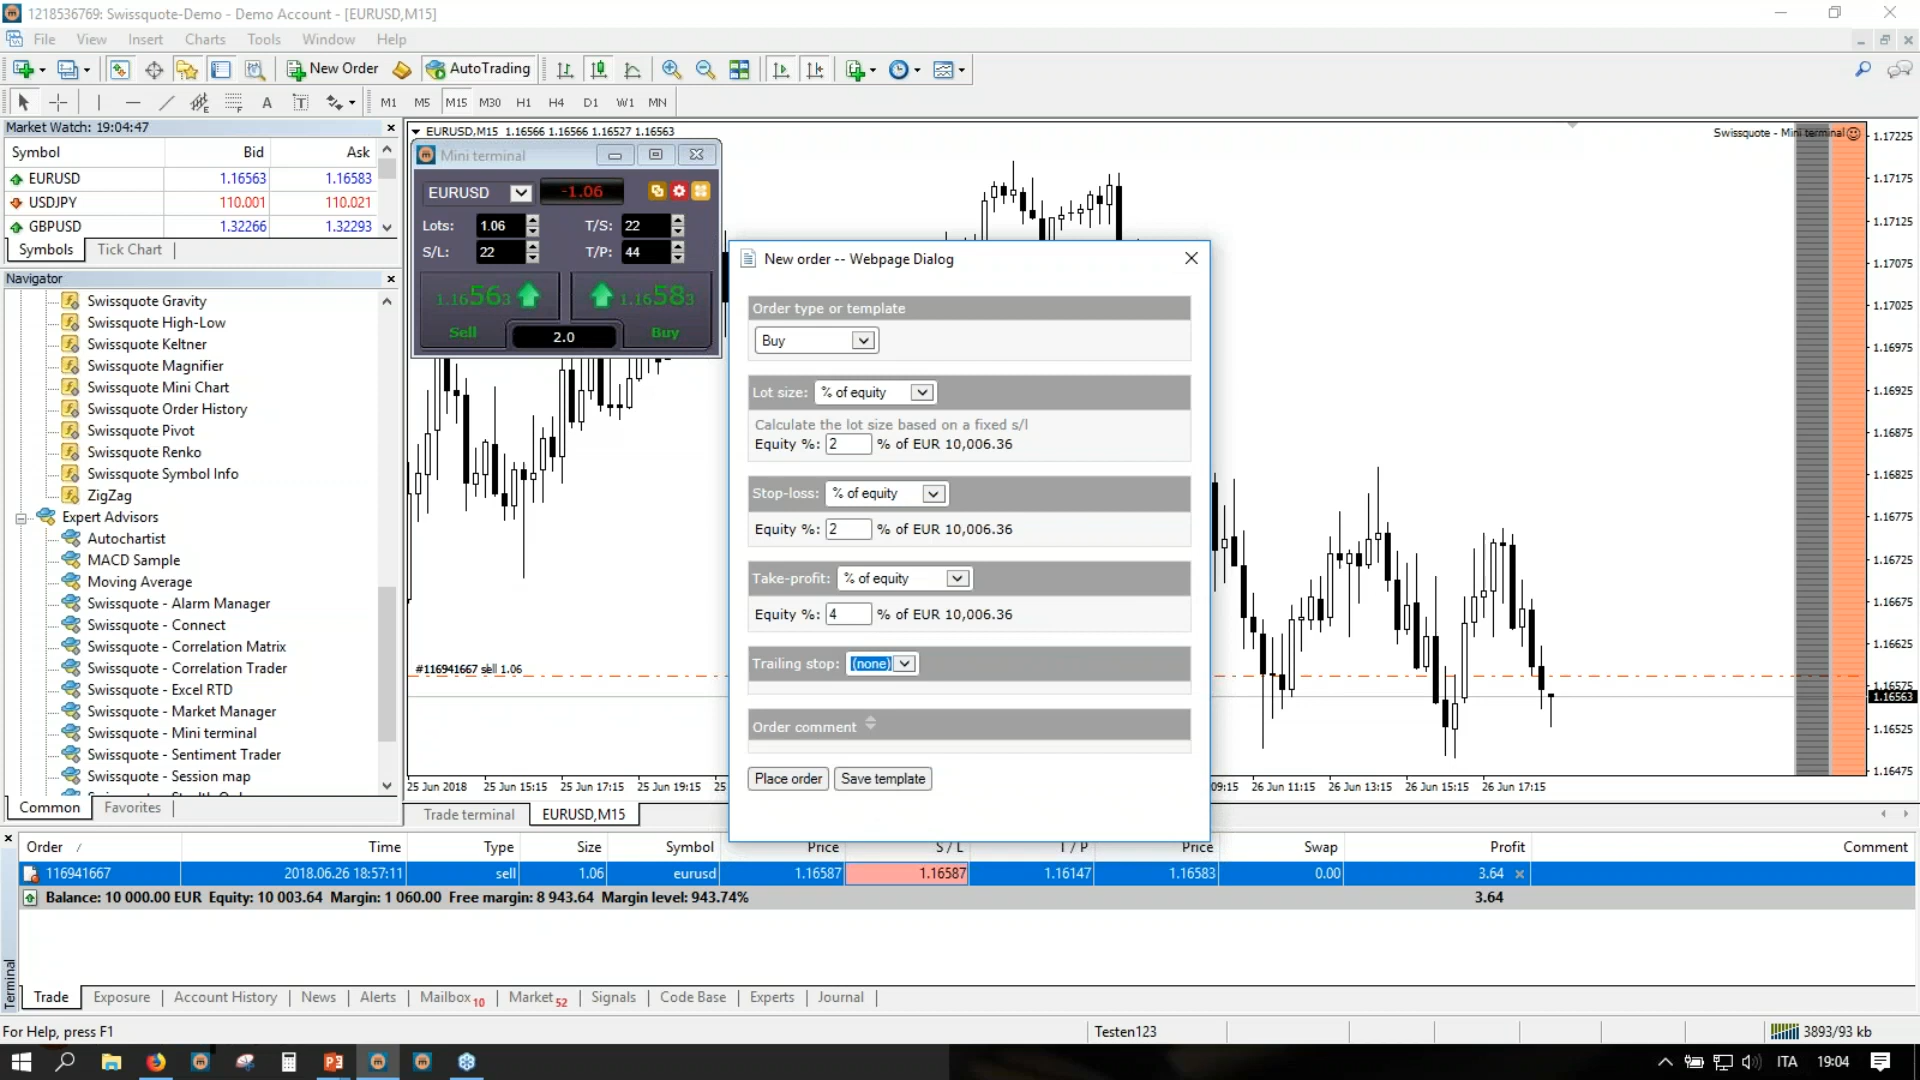 1218536769: Swissquote-Demo - Demo Account - [EURUSD,M15]
File View Insert Charts Tools Window Help
New Order AutoTrading
A T M1 M5 M15 M30 H1 H4 D1 W1 MN
Market Watch: 19:04:47
Symbol Bid Ask
EURUSD 1.16563 1.16583
USDJPY 110.001 110.021
GBPUSD 1.32266 1.32293
Symbols Tick Chart
Navigator
Swissquote Gravity
Swissquote High-Low
Swissquote Keltner
Swissquote Magnifier
Swissquote Mini Chart
Swissquote Order History
Swissquote Pivot
Swissquote Renko
Swissquote Symbol Info
ZigZag
Expert Advisors
Autochartist
MACD Sample
Moving Average
Swissquote - Alarm Manager
Swissquote - Connect
Swissquote - Correlation Matrix
Swissquote - Correlation Trader
Swissquote - Excel RTD
Swissquote - Market Manager
Swissquote - Mini terminal
Swissquote - Sentiment Trader
Swissquote - Session map
Common Favorites
EURUSD,M15 1.16566 1.16566 1.16527 1.16563
Swissquote - Mini terminal
Mini terminal
EURUSD -1.06
Lots: 1.06 T/S: 22
S/L: 22 T/P: 44
1.16563 1.16583
Sell 2.0 Buy
#116941667 sell 1.06
New order -- Webpage Dialog
Order type or template
Buy
Lot size: % of equity
Calculate the lot size based on a fixed s/l
Equity %: 2 % of EUR 10,006.36
Stop-loss: % of equity
Equity %: 2 % of EUR 10,006.36
Take-profit: % of equity
Equity %: 4 % of EUR 10,006.36
Trailing stop: (none)
Order comment
Place order Save template
1.17225
1.17175
1.17125
1.17075
1.17025
1.16975
1.16925
1.16875
1.16825
1.16775
1.16725
1.16675
1.16625
1.16575
1.16563
1.16525
1.16475
25 Jun 2018 25 Jun 15:15 25 Jun 17:15 25 Jun 19:15 25 09:15 26 Jun 11:15 26 Jun 13:15 26 Jun 15:15 26 Jun 17:15
Trade terminal EURUSD,M15
Order / Time Type Size Symbol Price S / L T / P Price Swap Profit Comment
116941667 2018.06.26 18:57:11 sell 1.06 eurusd 1.16587 1.16587 1.16147 1.16583 0.00 3.64
Balance: 10 000.00 EUR Equity: 10 003.64 Margin: 1 060.00 Free margin: 8 943.64 Margin level: 943.74% 3.64
Terminal
Trade Exposure Account History News Alerts Mailbox 10 Market 52 Signals Code Base Experts Journal
For Help, press F1 Testen123 3893/93 kb
ITA 19:04